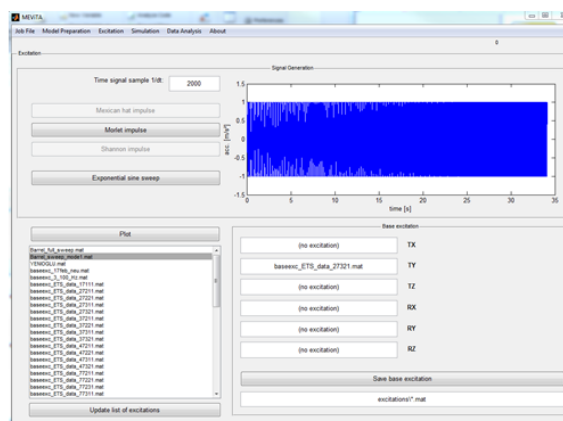 MEVITA
Job File Model Preparation Excitation Simulation Data Analysis About
0
Excitation
Signal Generation
Time signal sample 1/dt: 2000
Mexican hat impulse
Morlet impulse
Shannon impulse
Exponential sine sweep
acc. [m/s²]
1.5
1
0.5
0
-0.5
-1
-1.5
0 5 10 15 20 25 30 35
time [s]
Plot
Barrel_full_sweep.mat
Barrel_sweep_mode1.mat
YENIOGLU.mat
baseexc_17feb_neu.mat
baseexc_3_100_Hz.mat
baseexc_ETS_data_17111.mat
baseexc_ETS_data_27211.mat
baseexc_ETS_data_27311.mat
baseexc_ETS_data_27321.mat
baseexc_ETS_data_37211.mat
baseexc_ETS_data_37311.mat
baseexc_ETS_data_37321.mat
baseexc_ETS_data_47211.mat
baseexc_ETS_data_47221.mat
baseexc_ETS_data_47311.mat
baseexc_ETS_data_47321.mat
baseexc_ETS_data_77211.mat
baseexc_ETS_data_77221.mat
baseexc_ETS_data_77231.mat
baseexc_ETS_data_77311.mat
Update list of excitations
Base excitation
(no excitation) TX
baseexc_ETS_data_27321.mat TY
(no excitation) TZ
(no excitation) RX
(no excitation) RY
(no excitation) RZ
Save base excitation
excitations\*.mat